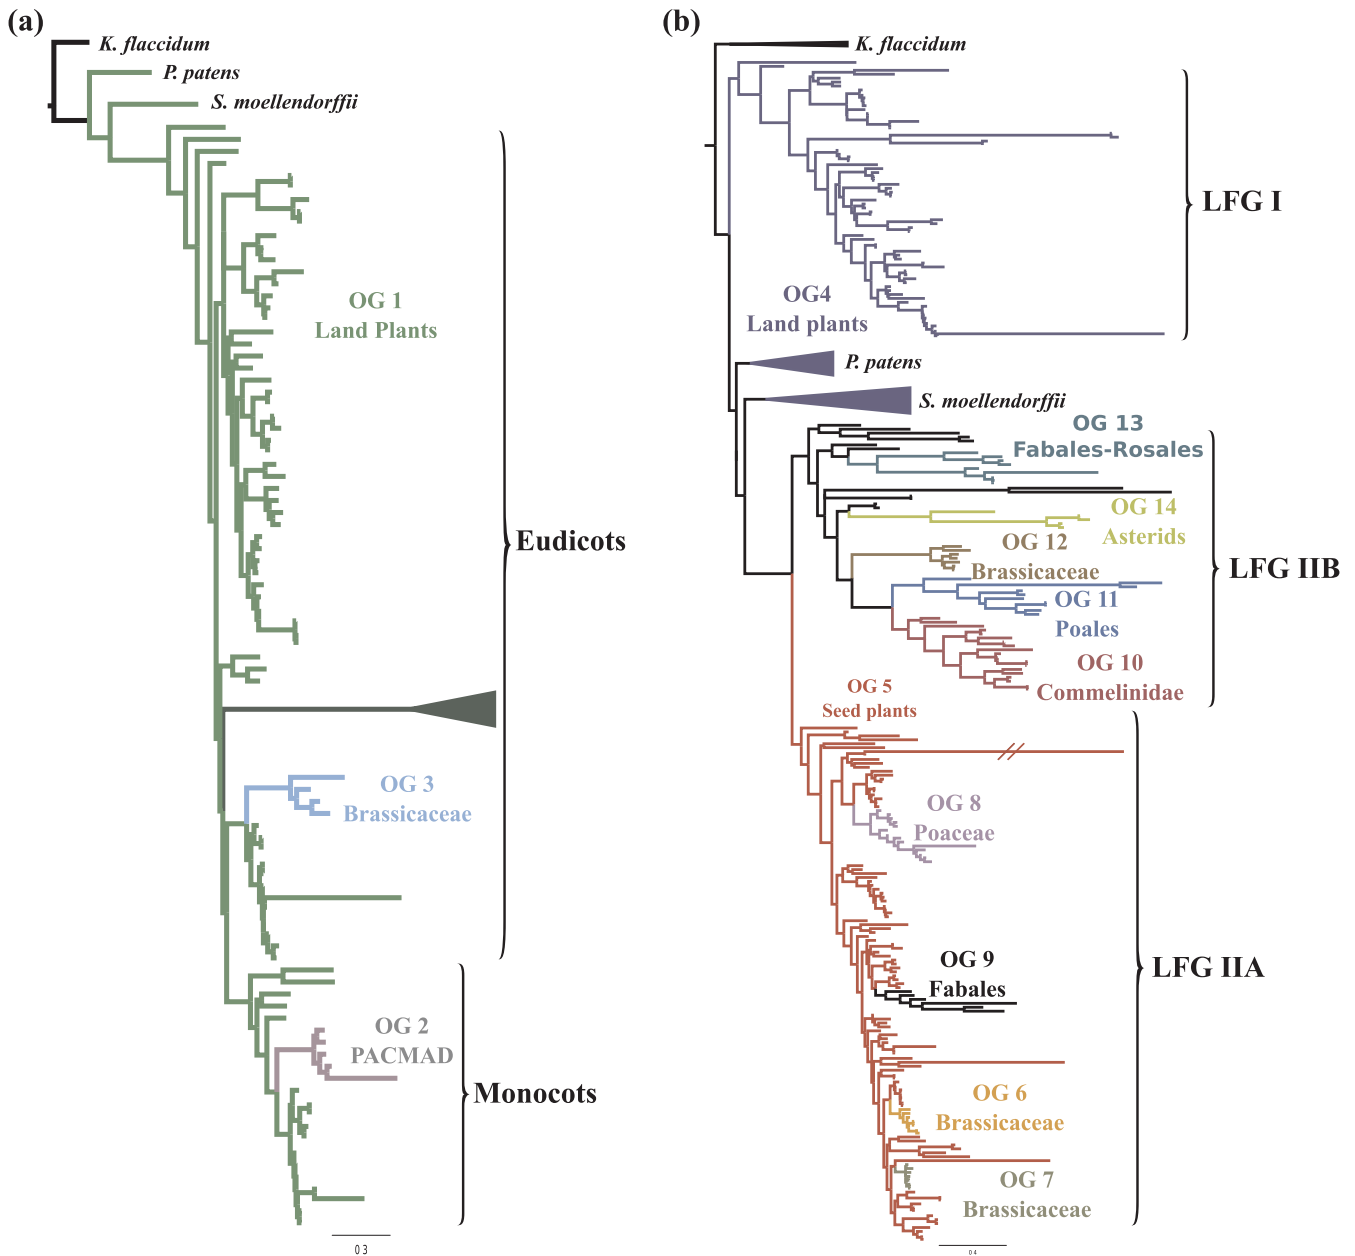 (a)
K. flaccidum
P. patens
S. moellendorffii
OG 1
Land Plants
Eudicots
OG 3
Brassicaceae
OG 2
PACMAD
Monocots
0.3
(b)
K. flaccidum
LFG I
OG4
Land plants
P. patens
S. moellendorffii
OG 13
Fabales-Rosales
OG 14
Asterids
OG 12
Brassicaceae
LFG IIB
OG 11
Poales
OG 10
Commelinidae
OG 5
Seed plants
OG 8
Poaceae
OG 9
Fabales
LFG IIA
OG 6
Brassicaceae
OG 7
Brassicaceae
0.4